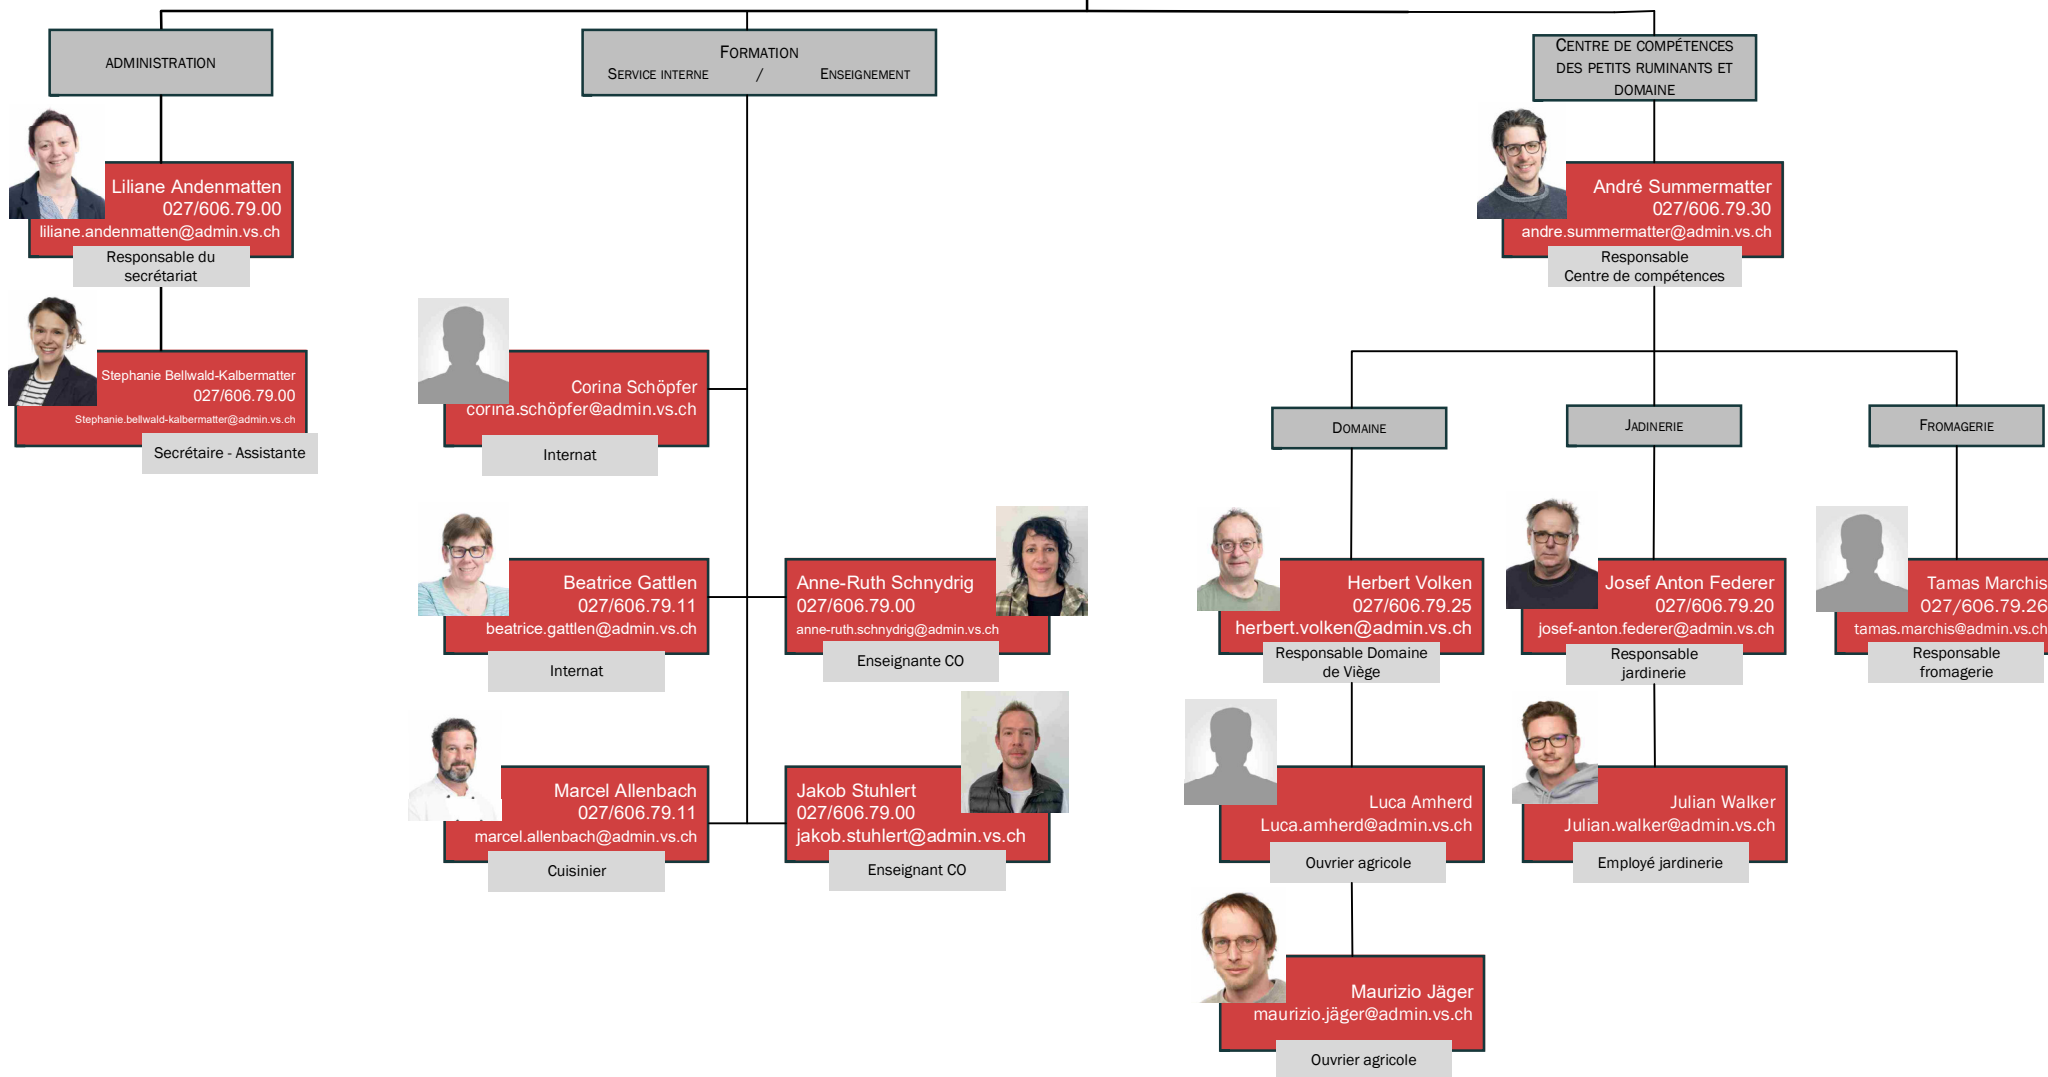 ADMINISTRATION
Liliane Andenmatten
027/606.79.00
liliane.andenmatten@admin.vs.ch
Responsable du
secrétariat
Stephanie Bellwald-Kalbermatter
027/606.79.00
Stephanie.bellwald-kalbermatter@admin.vs.ch
Secrétaire - Assistante
FORMATION
SERVICE INTERNE / ENSEIGNEMENT
Corina Schöpfer
corina.schöpfer@admin.vs.ch
Internat
Beatrice Gattlen
027/606.79.11
beatrice.gattlen@admin.vs.ch
Internat
Marcel Allenbach
027/606.79.11
marcel.allenbach@admin.vs.ch
Cuisinier
Anne-Ruth Schnydrig
027/606.79.00
anne-ruth.schnydrig@admin.vs.ch
Enseignante CO
Jakob Stuhlert
027/606.79.00
jakob.stuhlert@admin.vs.ch
Enseignant CO
CENTRE DE COMPÉTENCES
DES PETITS RUMINANTS ET
DOMAINE
André Summermatter
027/606.79.30
andre.summermatter@admin.vs.ch
Responsable
Centre de compétences
DOMAINE
Herbert Volken
027/606.79.25
herbert.volken@admin.vs.ch
Responsable Domaine
de Viège
Luca Amherd
Luca.amherd@admin.vs.ch
Ouvrier agricole
Maurizio Jäger
maurizio.jäger@admin.vs.ch
Ouvrier agricole
JADINERIE
Josef Anton Federer
027/606.79.20
josef-anton.federer@admin.vs.ch
Responsable
jardinerie
Julian Walker
Julian.walker@admin.vs.ch
Employé jardinerie
FROMAGERIE
Tamas Marchis
027/606.79.26
tamas.marchis@admin.vs.ch
Responsable
fromagerie